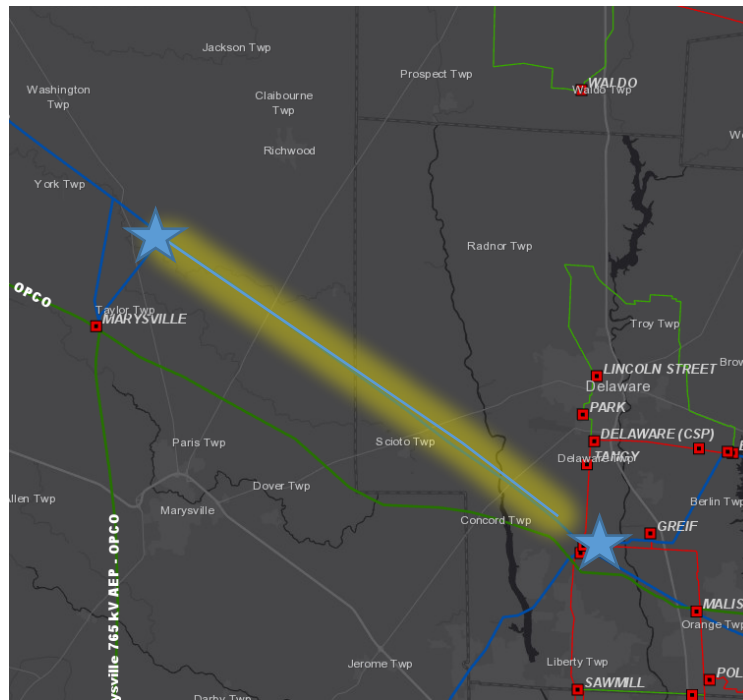 Jackson Twp
Prospect Twp
WALDO
Waldo Twp
Washington
Twp
Claibourne
Twp
Richwood
York Twp
Radnor Twp
OPCO
Taylor Twp
MARYSVILLE
Troy Twp
LINCOLN STREET
Delaware
PARK
Scioto Twp
DELAWARE (CSP)
Paris Twp
TANGY
Delaware Twp
Dover Twp
Allen Twp
Marysville
Berlin Twp
Concord Twp
GREIF
ysville 765 kV AEP - OPCO
MALIS
Orange Twp
Jerome Twp
Liberty Twp
POL
SAWMILL
Darby Twp